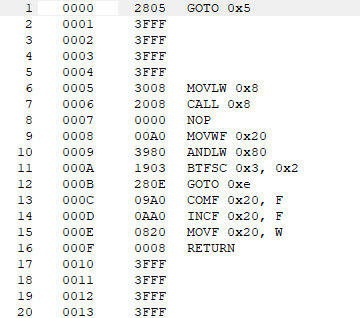 1 0000 2805 GOTO 0x5
2 0001 3FFF
3 0002 3FFF
4 0003 3FFF
5 0004 3FFF
6 0005 3008 MOVLW 0x8
7 0006 2008 CALL 0x8
8 0007 0000 NOP
9 0008 00A0 MOVWF 0x20
10 0009 3980 ANDLW 0x80
11 000A 1903 BTFSC 0x3, 0x2
12 000B 280E GOTO 0xe
13 000C 09A0 COMF 0x20, F
14 000D 0AA0 INCF 0x20, F
15 000E 0820 MOVF 0x20, W
16 000F 0008 RETURN
17 0010 3FFF
18 0011 3FFF
19 0012 3FFF
20 0013 3FFF